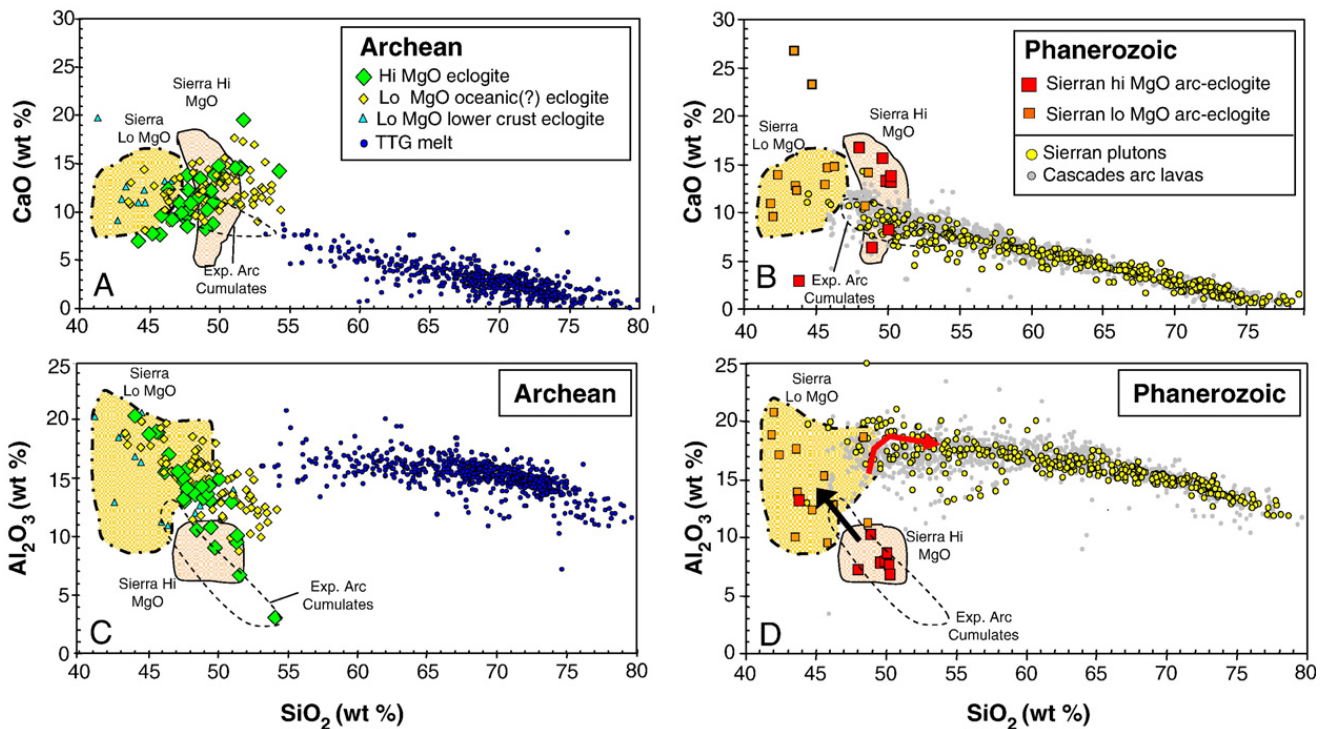 A
CaO (wt %)
30
25
20
15
10
5
0
40
45
50
55
60
65
70
75
80
Sierra Hi
MgO
Sierra
Lo MgO
Exp. Arc
Cumulates
Archean
Hi MgO eclogite
Lo MgO oceanic(?) eclogite
Lo MgO lower crust eclogite
TTG melt
B
CaO (wt %)
30
25
20
15
10
5
0
40
45
50
55
60
65
70
75
Sierra
Lo MgO
Sierra Hi
MgO
Exp. Arc
Cumulates
Phanerozoic
Sierran hi MgO arc-eclogite
Sierran lo MgO arc-eclogite
Sierran plutons
Cascades arc lavas
C
Al₂O₃ (wt %)
25
20
15
10
5
0
40
45
50
55
60
65
70
75
80
SiO₂ (wt %)
Sierra
Lo MgO
Sierra Hi
MgO
Exp. Arc
Cumulates
Archean
D
Al₂O₃ (wt %)
25
20
15
10
5
0
40
45
50
55
60
65
70
75
80
SiO₂ (wt %)
Sierra
Lo MgO
Sierra Hi
MgO
Exp. Arc
Cumulates
Phanerozoic